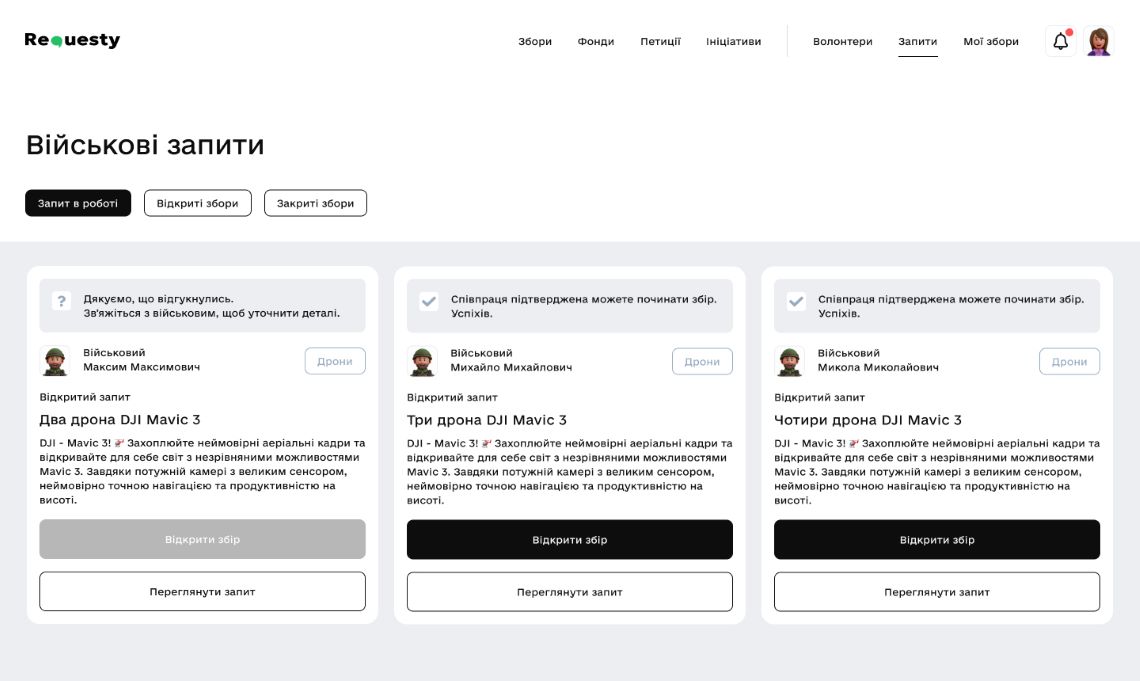 Requesty
Збори Фонди Петиції Ініціативи Волонтери Запити Мої збори
Військові запити
Запит в роботі Відкриті збори Закриті збори
?
Дякуємо, що відгукнулись.
Зв'яжіться з військовим, щоб уточнити деталі.
Військовий
Максим Максимович
Дрони
Відкритий запит
Два дрона DJI Mavic 3
DJI - Mavic 3! 🚁 Захоплюйте неймовірні аеріальні кадри та
відкривайте для себе світ з незрівняними можливостями
Mavic 3. Завдяки потужній камері з великим сенсором,
неймовірно точною навігацією та продуктивністю на
висоті.
Відкрити збір
Переглянути запит
Співпраця підтверджена можете починати збір.
Успіхів.
Військовий
Михайло Михайлович
Дрони
Відкритий запит
Три дрона DJI Mavic 3
DJI - Mavic 3! 🚁 Захоплюйте неймовірні аеріальні кадри та
відкривайте для себе світ з незрівняними можливостями
Mavic 3. Завдяки потужній камері з великим сенсором,
неймовірно точною навігацією та продуктивністю на
висоті.
Відкрити збір
Переглянути запит
Співпраця підтверджена можете починати збір.
Успіхів.
Військовий
Микола Миколайович
Дрони
Відкритий запит
Чотири дрона DJI Mavic 3
DJI - Mavic 3! 🚁 Захоплюйте неймовірні аеріальні кадри та
відкривайте для себе світ з незрівняними можливостями
Mavic 3. Завдяки потужній камері з великим сенсором,
неймовірно точною навігацією та продуктивністю на
висоті.
Відкрити збір
Переглянути запит